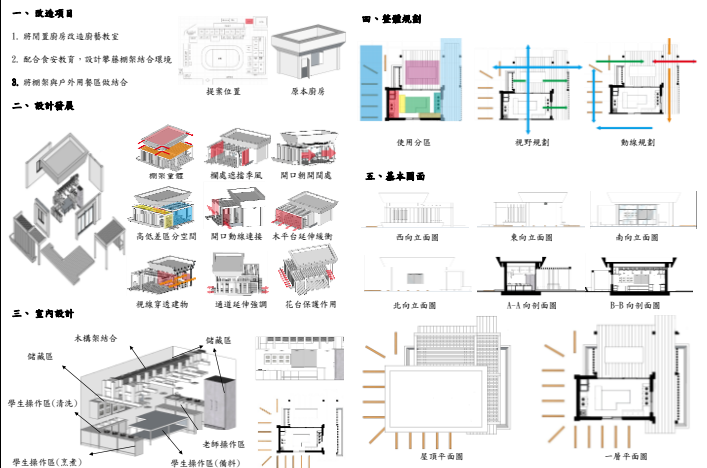 一、 改造項目
1. 將閒置廚房改造廚藝教室
2. 配合食安教育，設計攀藤棚架結合環境
3. 將棚架與戶外用餐區做結合
提案位置
原本廚房
二、 設計發展
棚架量體
欄處遮擋季風
開口朝開闊處
高低差區分空間
開口動線連接
木平台延伸緩衝
視線穿透建物
通道延伸強調
花台保護作用
三、 室內設計
木構架結合
儲藏區
儲藏區
學生操作區(清洗)
老師操作區
學生操作區(烹煮)
學生操作區(備料)
四、整體規劃
使用分區
視野規劃
動線規劃
五、基本圖面
西向立面圖
東向立面圖
南向立面圖
北向立面圖
A-A 向剖面圖
B-B 向剖面圖
屋頂平面圖
一層平面圖